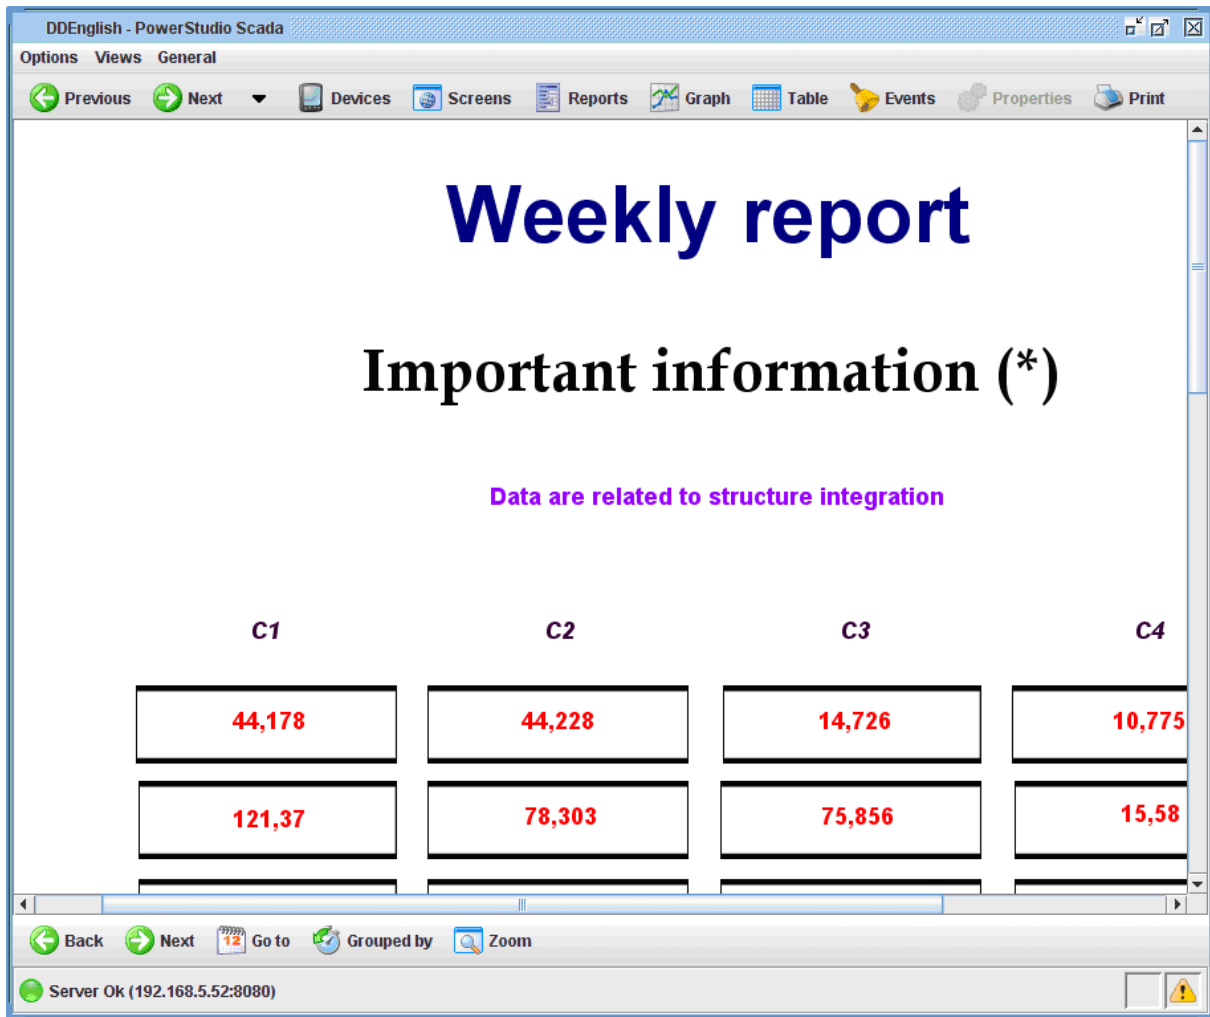 DDEnglish - PowerStudio Scada
Options Views General
Previous Next Devices Screens Reports Graph Table Events Properties Print
Weekly report
Important information (*)
Data are related to structure integration
C1 C2 C3 C4
44,178 44,228 14,726 10,775
121,37 78,303 75,856 15,58
Back Next 12 Go to Grouped by Zoom
Server Ok (192.168.5.52:8080)